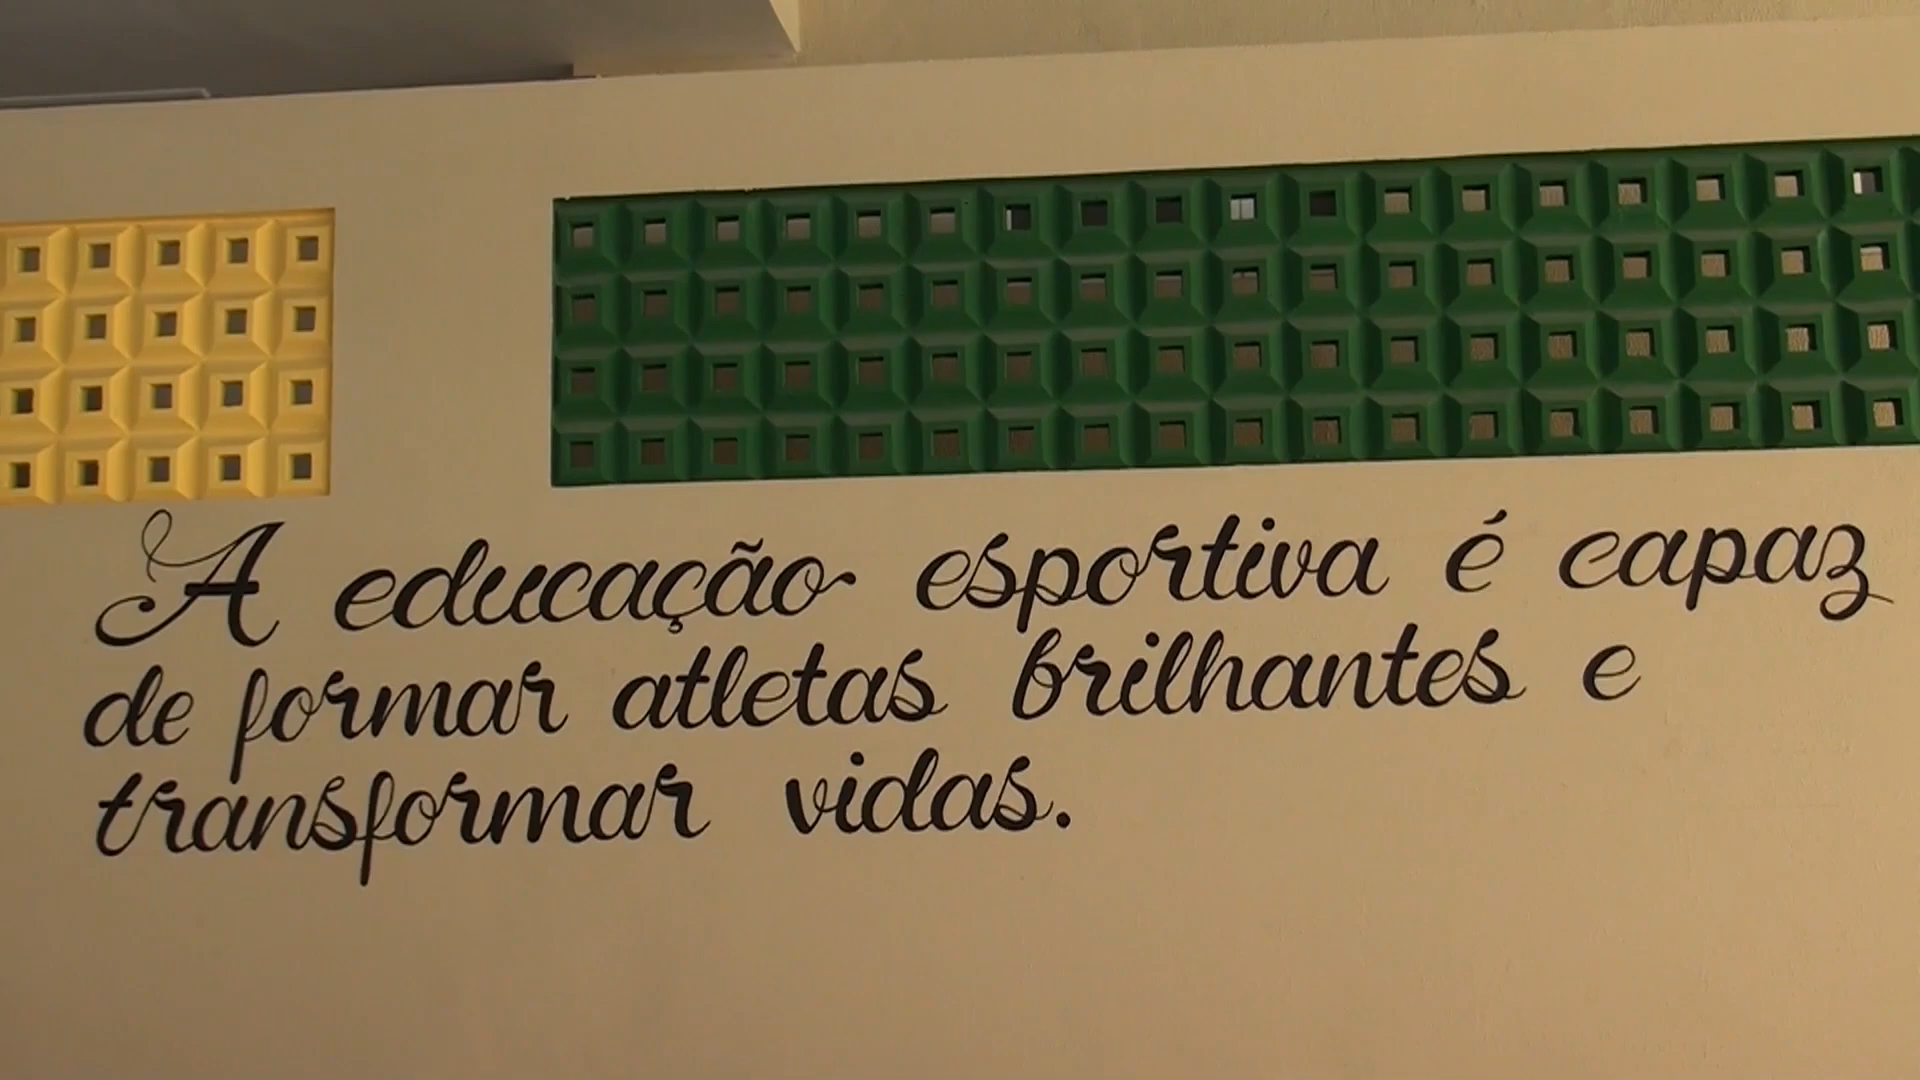 A educação esportiva é capaz
de formar atletas brilhantes e
transformar vidas.